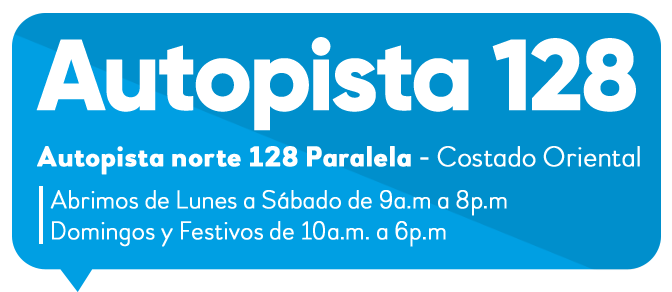 Autopista 128
Autopista norte 128 Paralela - Costado Oriental
Abrimos de Lunes a Sábado de 9a.m a 8p.m
Domingos y Festivos de 10a.m. a 6p.m